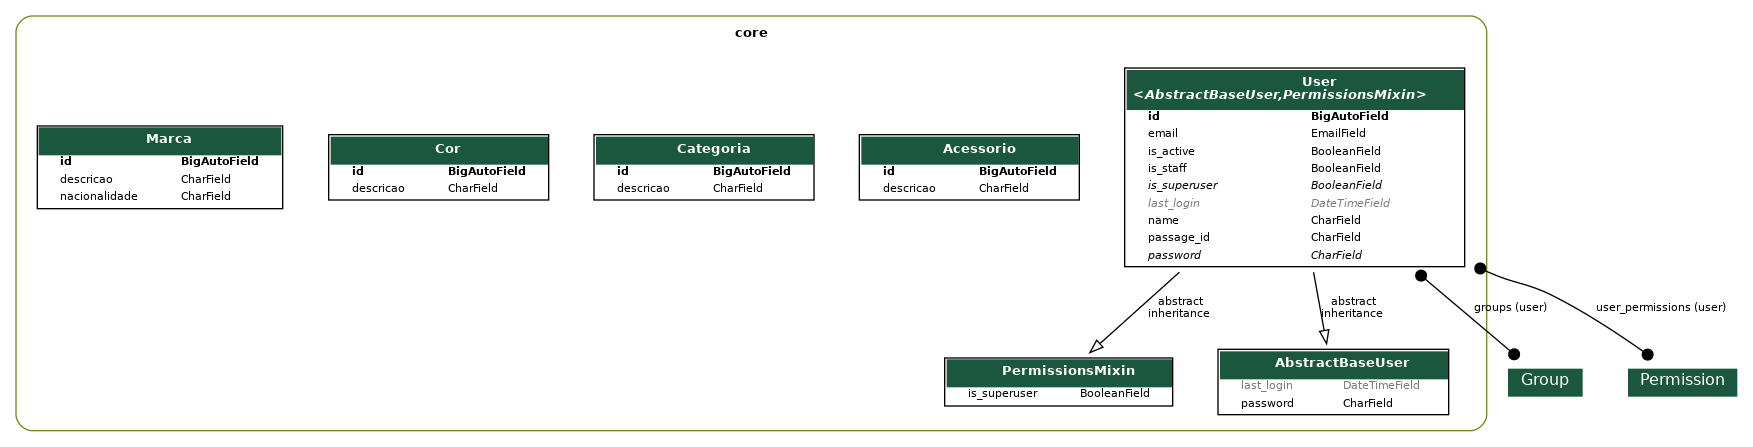 core
Marca
id BigAutoField
descricao CharField
nacionalidade CharField
Cor
id BigAutoField
descricao CharField
Categoria
id BigAutoField
descricao CharField
Acessorio
id BigAutoField
descricao CharField
User
<AbstractBaseUser,PermissionsMixin>
id BigAutoField
email EmailField
is_active BooleanField
is_staff BooleanField
is_superuser BooleanField
last_login DateTimeField
name CharField
passage_id CharField
password CharField
abstract
inheritance
abstract
inheritance
groups (user)
user_permissions (user)
PermissionsMixin
is_superuser BooleanField
AbstractBaseUser
last_login DateTimeField
password CharField
Group
Permission